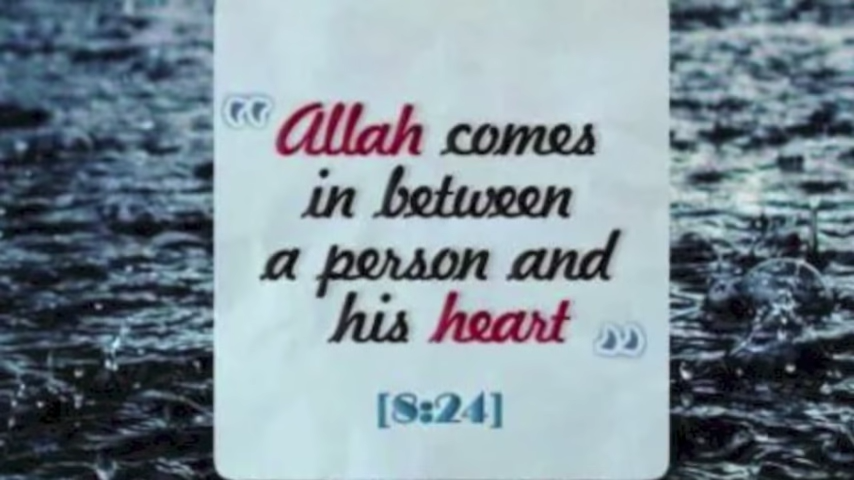 “Allah comes
in between
a person and
his heart”
[8:24]